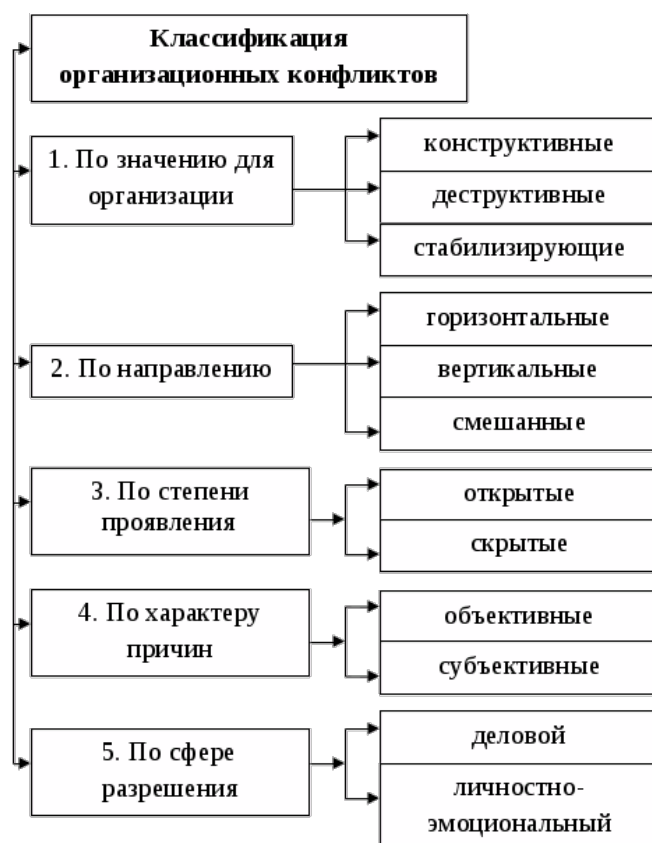 Классификация
организационных конфликтов
1. По значению для
организации
конструктивные
деструктивные
стабилизирующие
2. По направлению
горизонтальные
вертикальные
смешанные
3. По степени
проявления
открытые
скрытые
4. По характеру
причин
объективные
субъективные
5. По сфере
разрешения
деловой
личностно-
эмоциональный